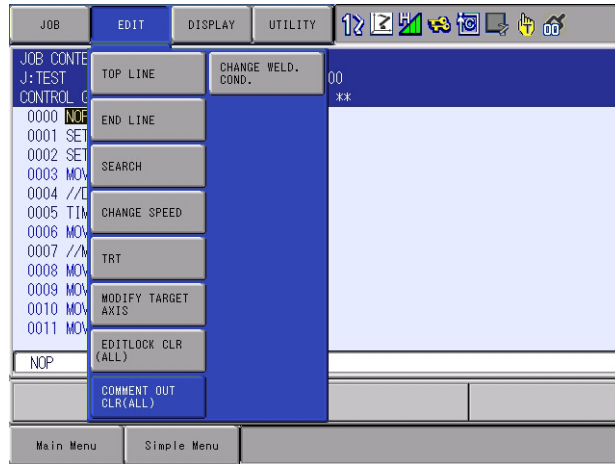 JOB EDIT DISPLAY UTILITY
JOB CONTE
J:TEST 00
CONTROL **
0000 NOP
0001 SET
0002 SET
0003 MOV
0004
0005 TIM
0006 MOV
0007
0008 MOV
0009 MOV
0010 MOV
0011 MOV
TOP LINE
END LINE
SEARCH
CHANGE SPEED
TRT
MODIFY TARGET
AXIS
EDITLOCK CLR
(ALL)
COMMENT OUT
CLR(ALL)
CHANGE WELD.
COND.
NOP
Main Menu Simple Menu